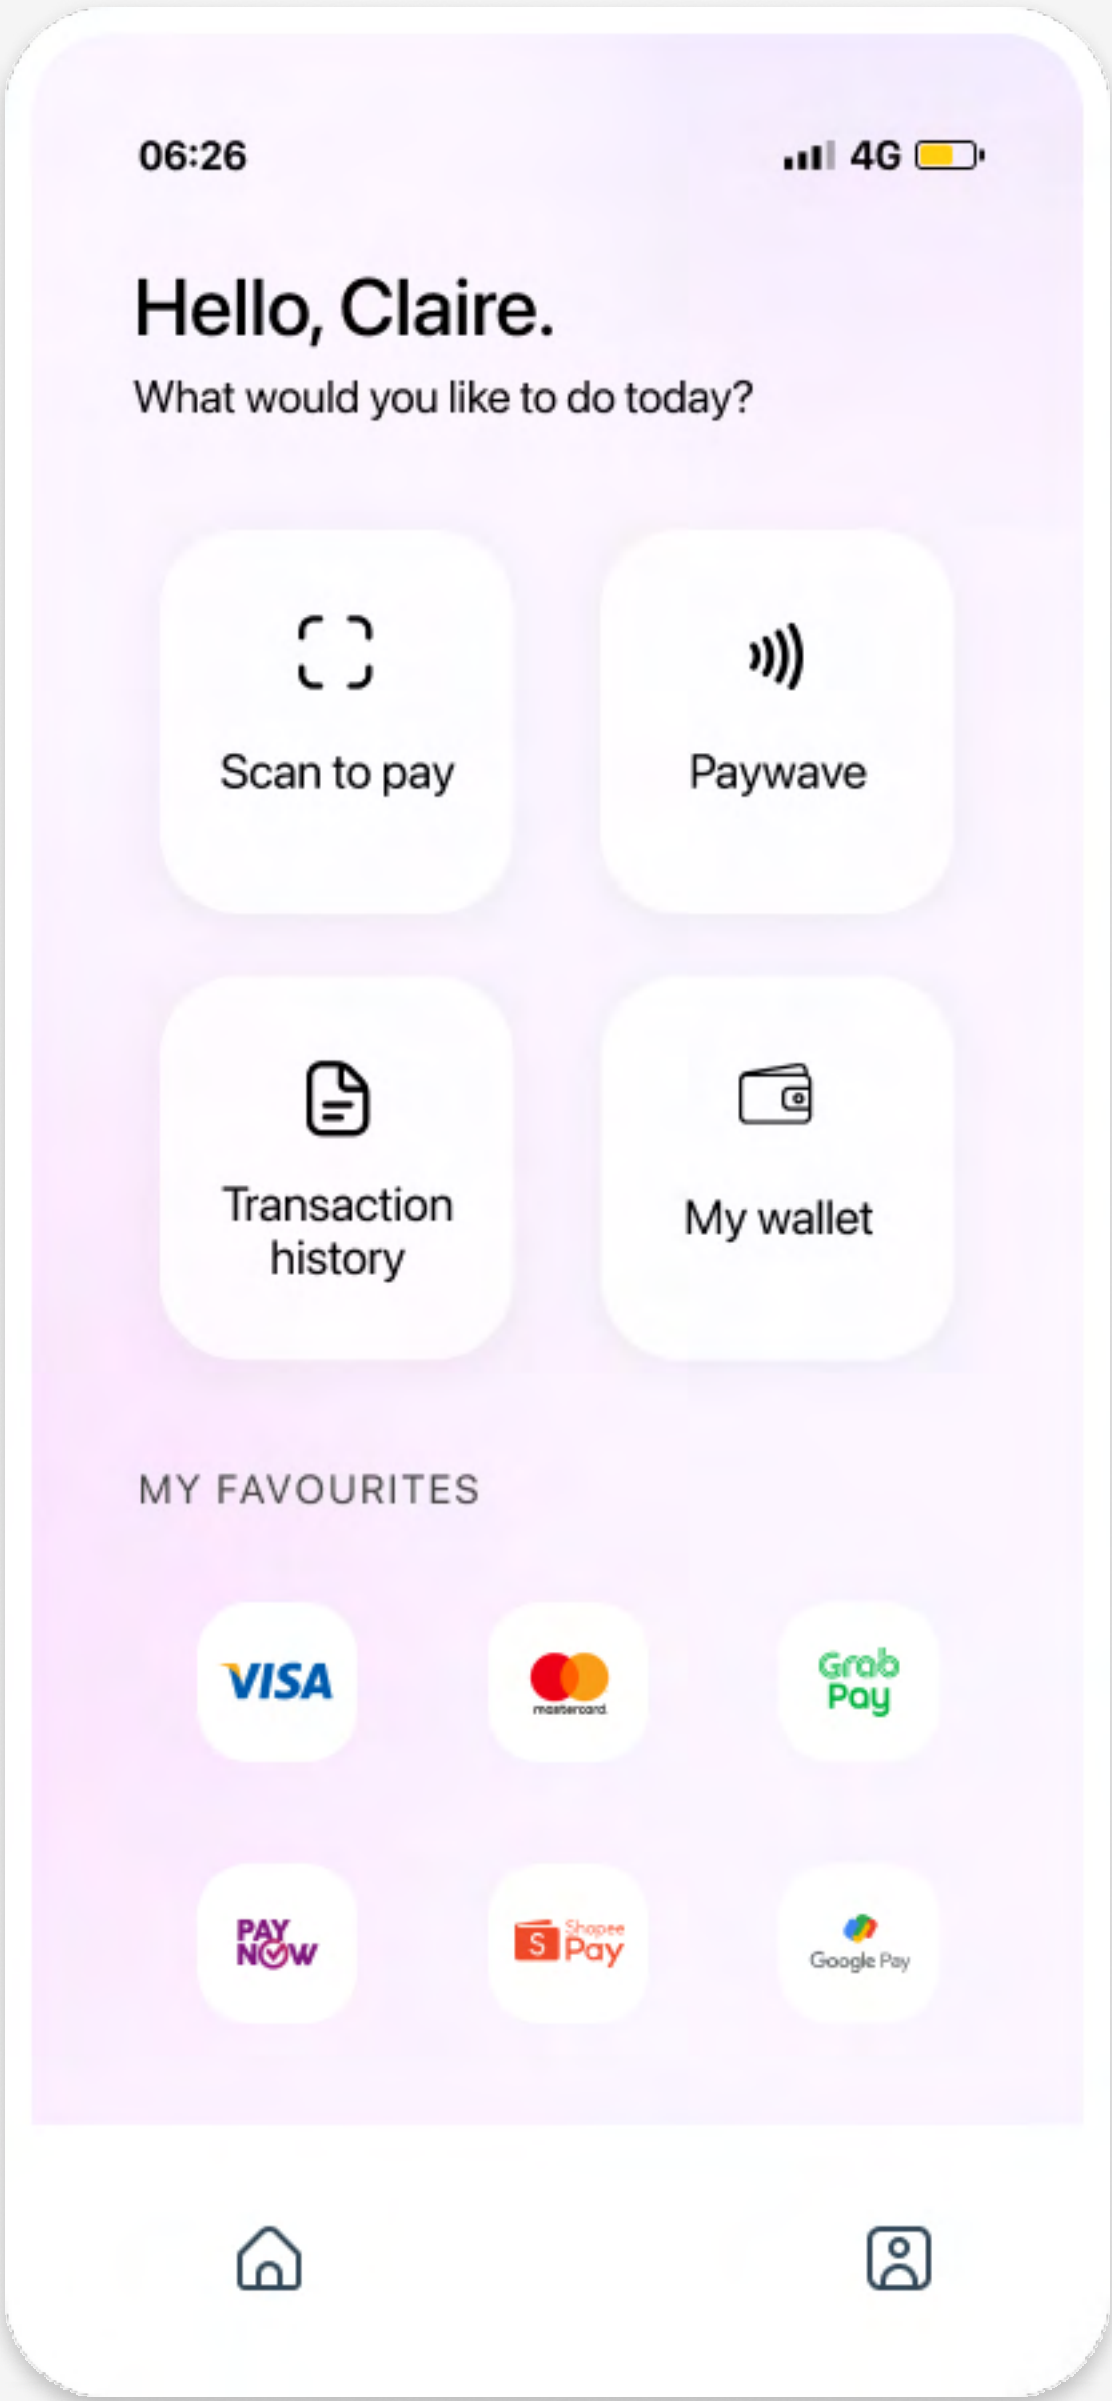 06:26 4G
Hello, Claire.
What would you like to do today?
Scan to pay Paywave
Transaction
history
My wallet
MY FAVOURITES
VISA
mastercard.
Grab
Pay
PAY
NOW
S
Shopee
Pay
Google Pay